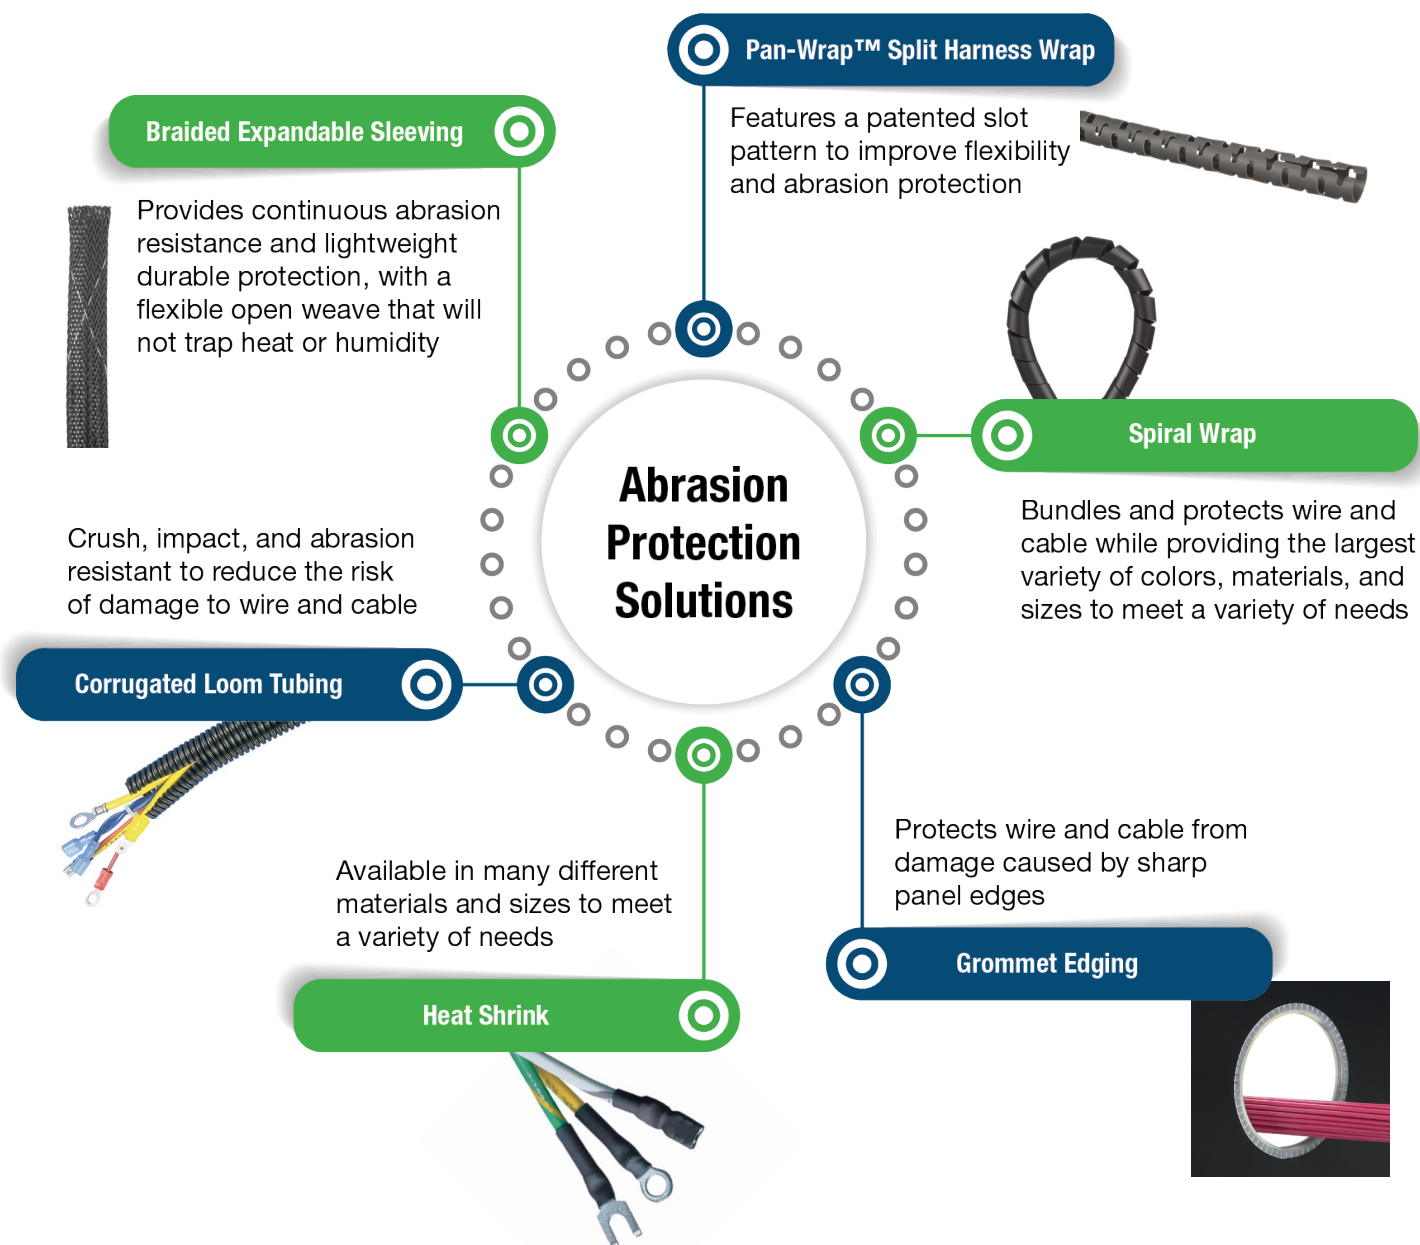 Pan-Wrap™ Split Harness Wrap
Features a patented slot
pattern to improve flexibility
and abrasion protection
Braided Expandable Sleeving
Provides continuous abrasion
resistance and lightweight
durable protection, with a
flexible open weave that will
not trap heat or humidity
Spiral Wrap
Bundles and protects wire and
cable while providing the largest
variety of colors, materials, and
sizes to meet a variety of needs
Abrasion
Protection
Solutions
Crush, impact, and abrasion
resistant to reduce the risk
of damage to wire and cable
Corrugated Loom Tubing
Protects wire and cable from
damage caused by sharp
panel edges
Grommet Edging
Available in many different
materials and sizes to meet
a variety of needs
Heat Shrink